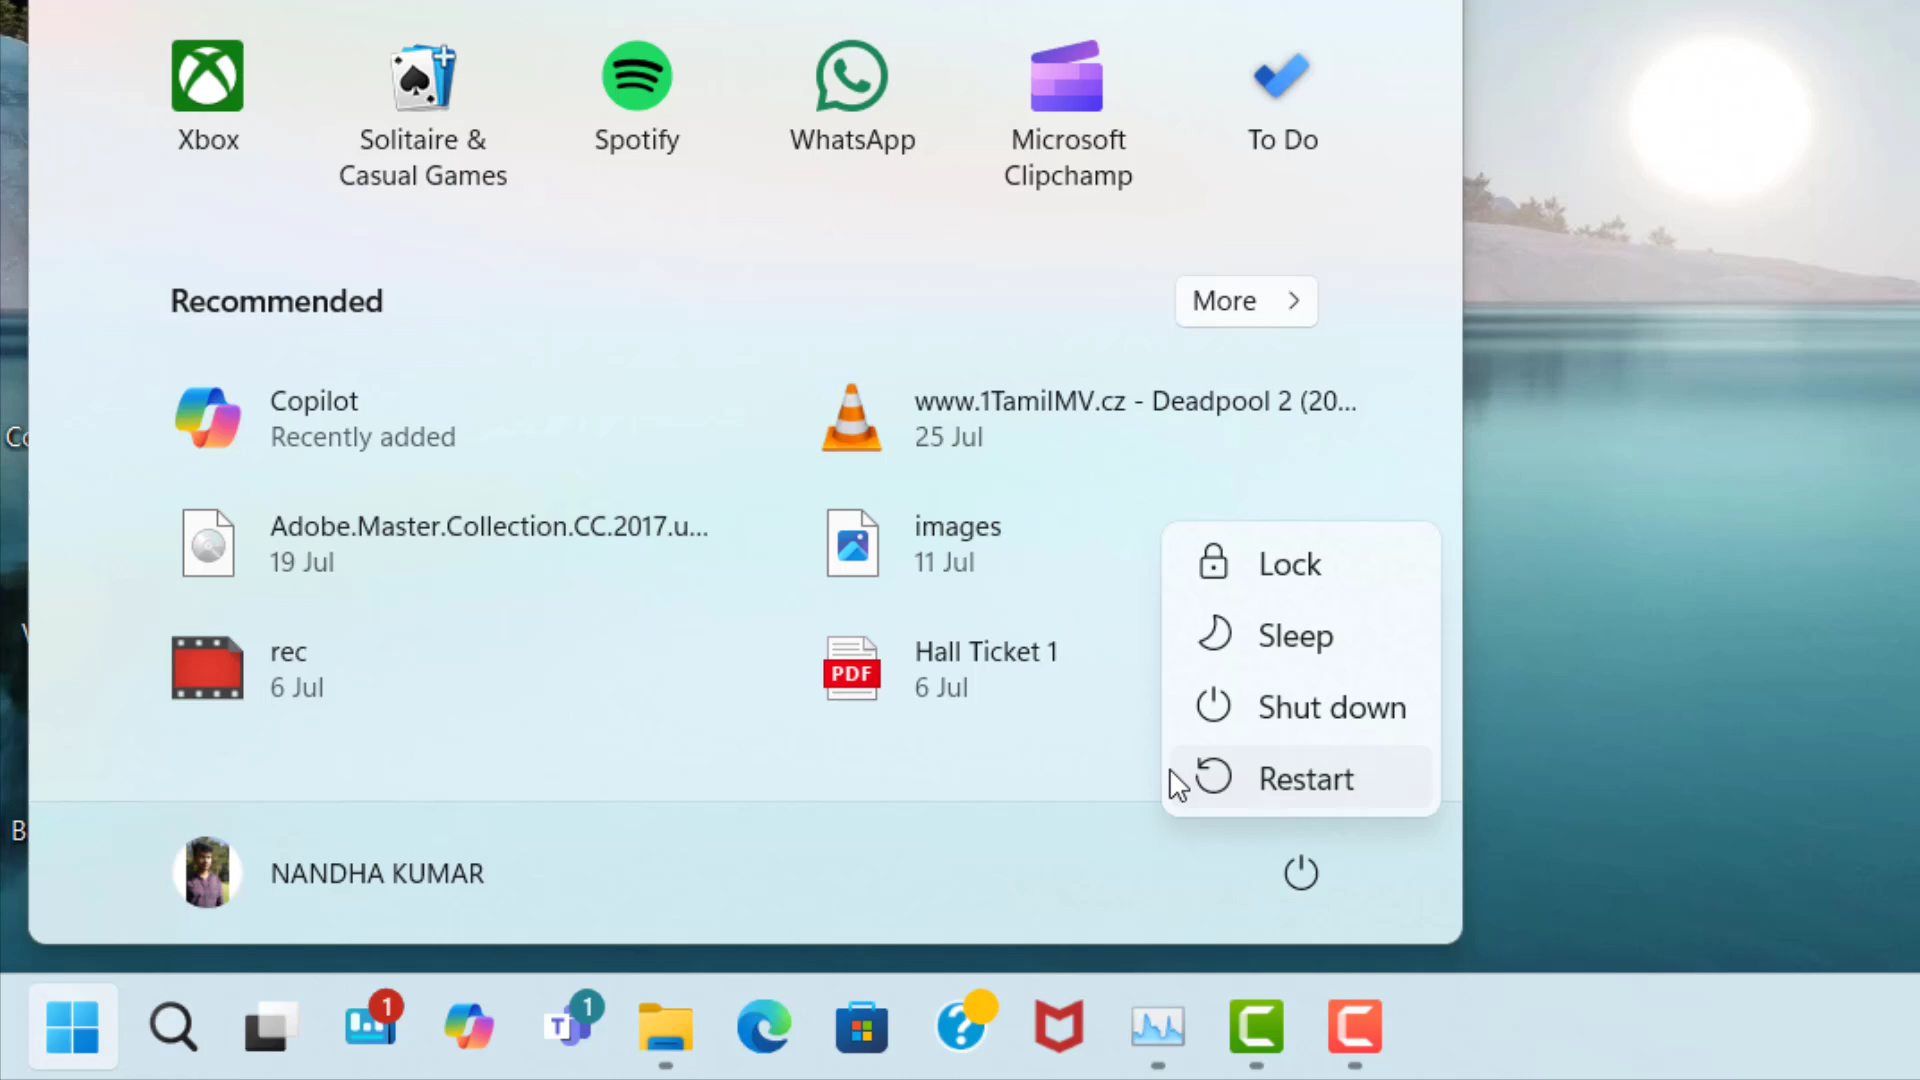 Xbox
Solitaire &
Casual Games
Spotify
WhatsApp
Microsoft
Clipchamp
To Do
Recommended
More
Copilot
Recently added
www.1TamilMV.cz - Deadpool 2 (20...
25 Jul
Adobe.Master.Collection.CC.2017.u...
19 Jul
images
11 Jul
rec
6 Jul
PDF
Hall Ticket 1
6 Jul
Lock
Sleep
Shut down
Restart
NANDHA KUMAR
Co
B
1
T
1
?
C
C